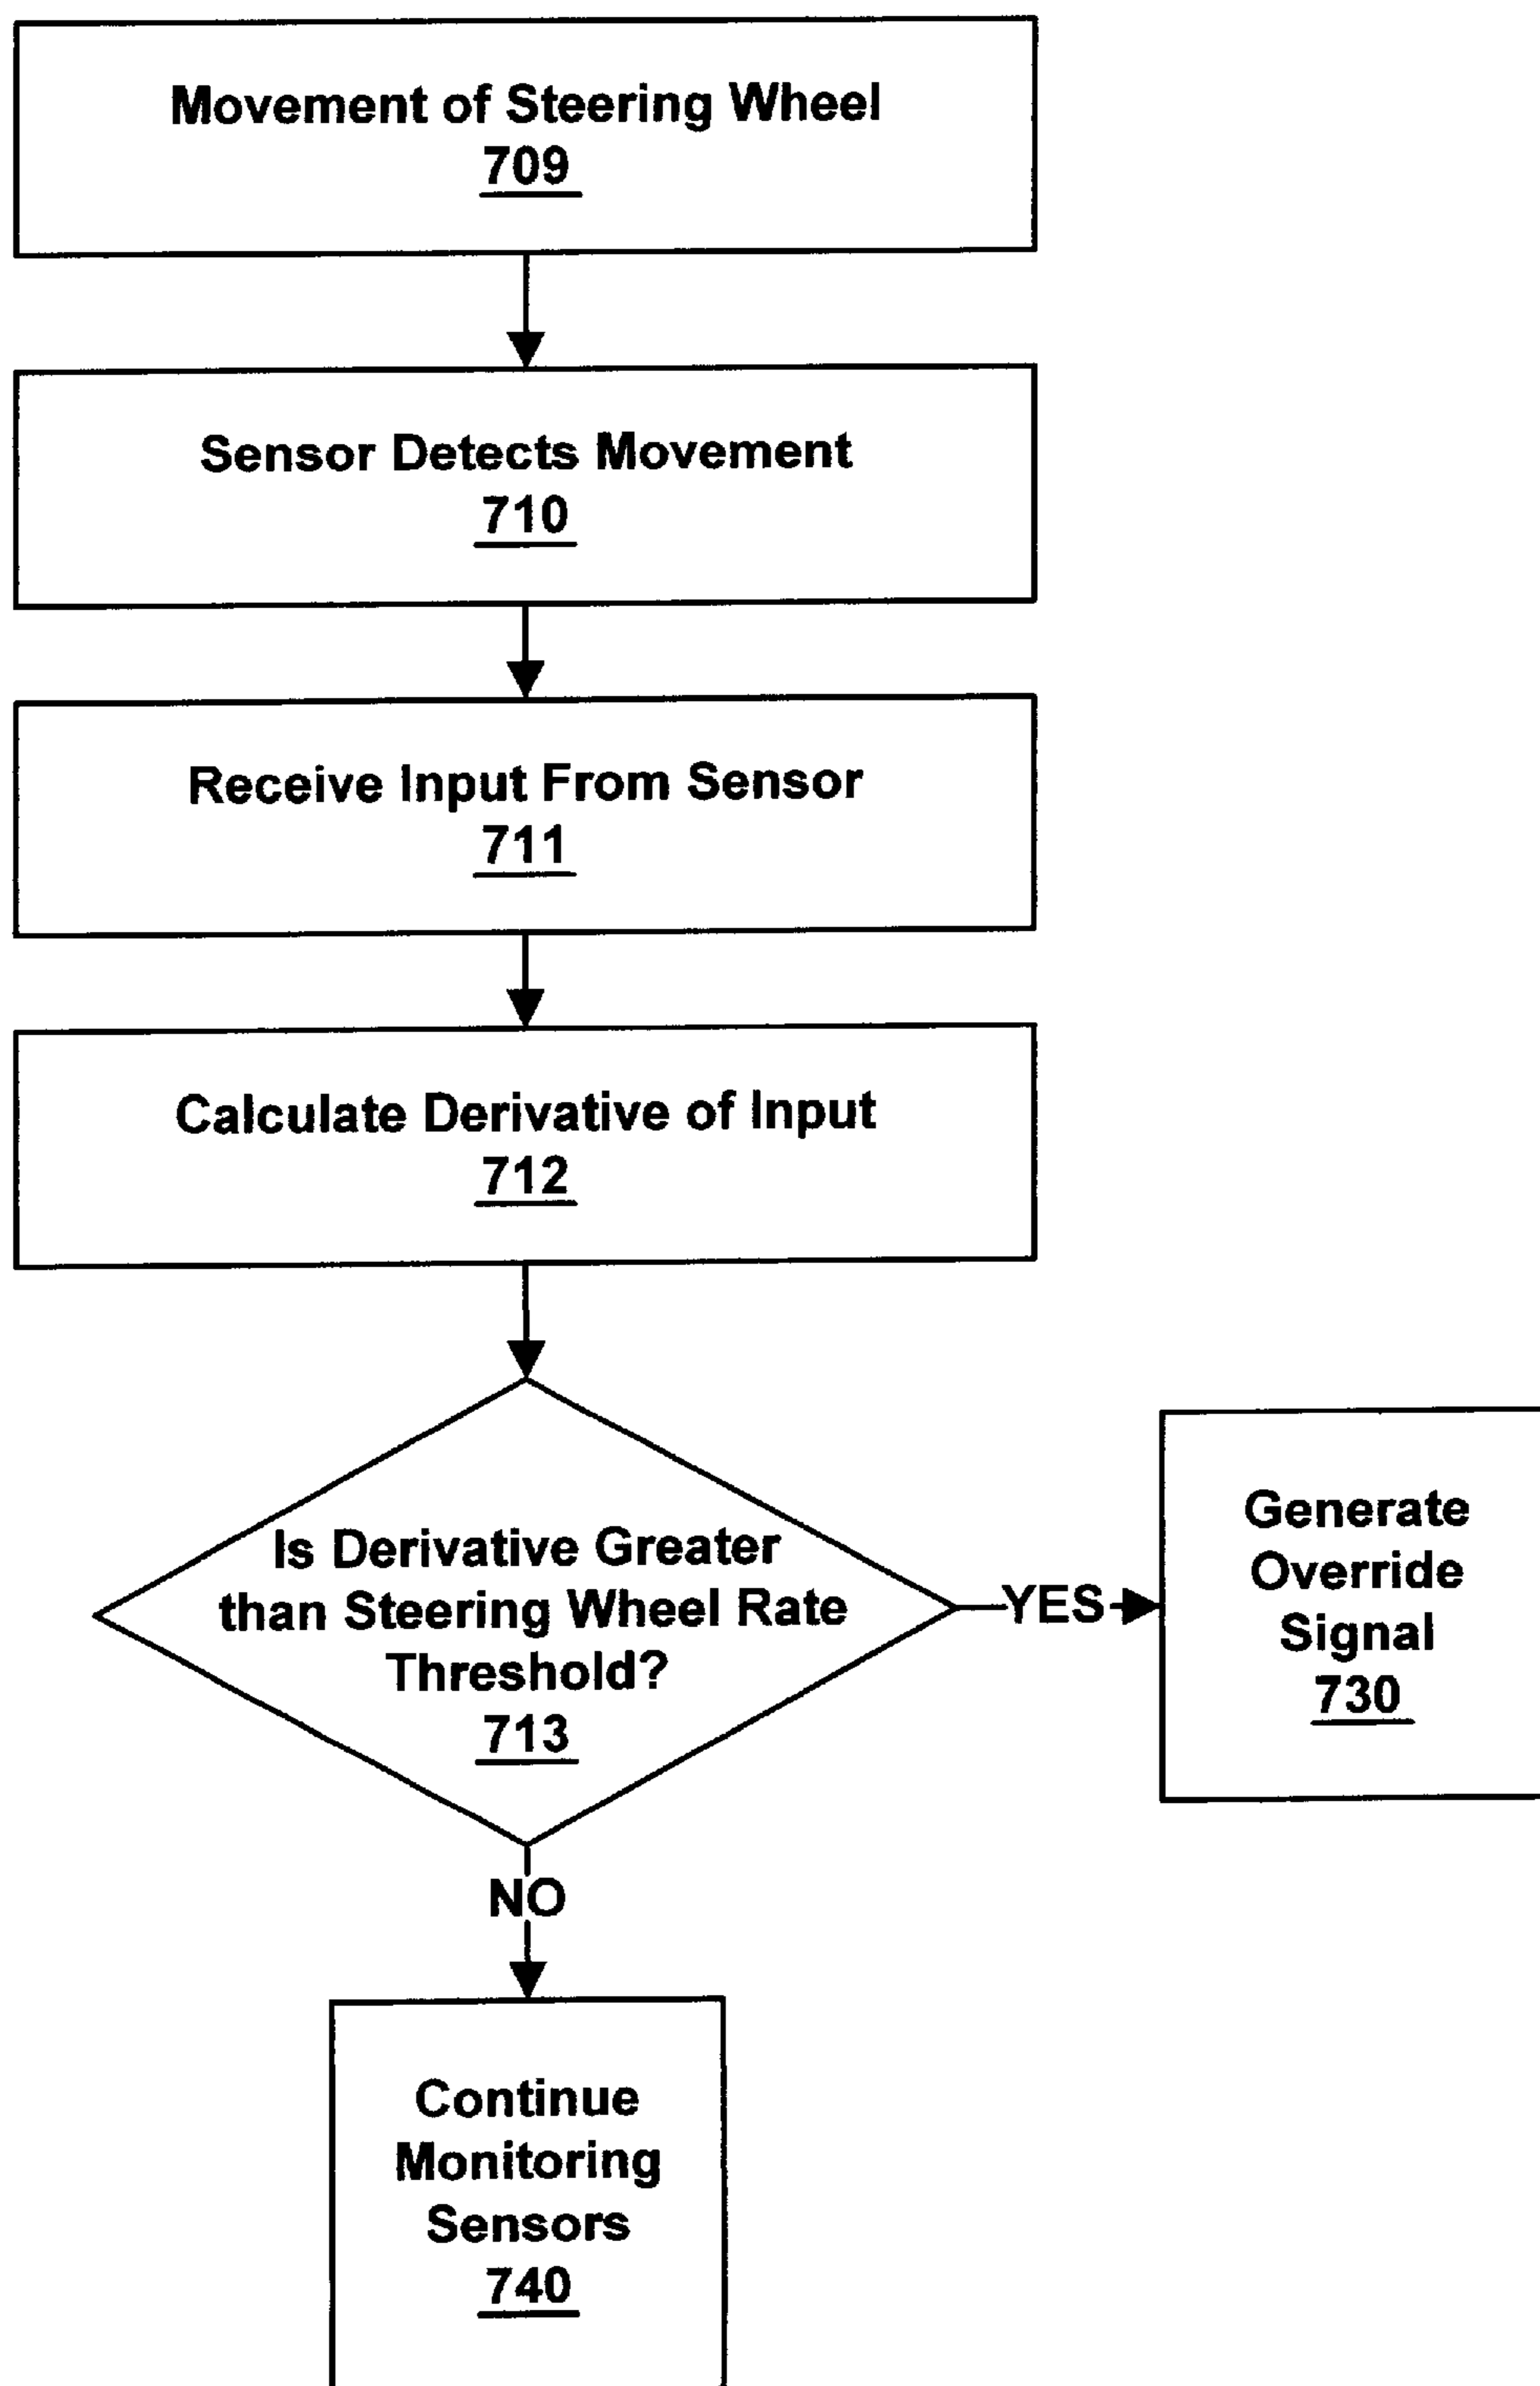 Movement of Steering Wheel
709
Sensor Detects Movement
710
Receive Input From Sensor
711
Calculate Derivative of Input
712
Is Derivative Greater
than Steering Wheel Rate
Threshold?
713
YES
Generate
Override
Signal
730
NO
Continue
Monitoring
Sensors
740